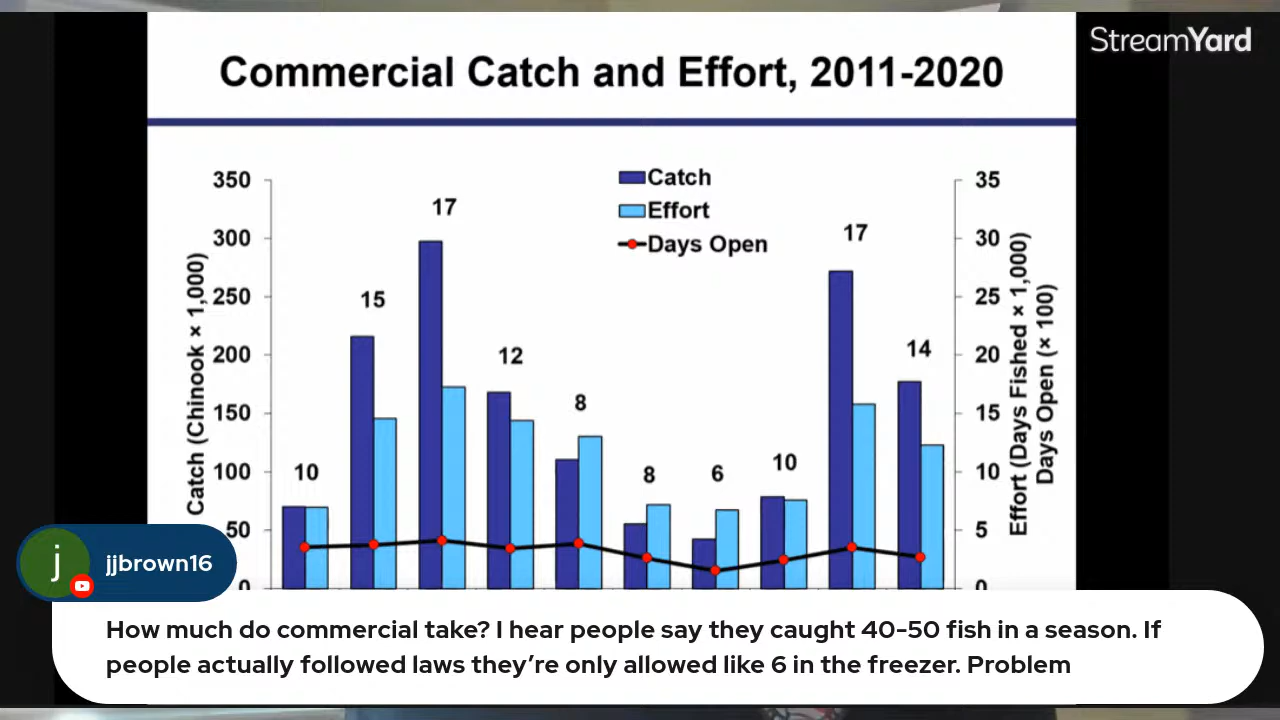 StreamYard
Commercial Catch and Effort, 2011-2020
Catch
Effort
Days Open
350
300
250
200
150
100
50
0
Catch (Chinook × 1,000)
10
15
17
12
8
8
6
10
17
14
35
30
25
20
15
10
5
0
Effort (Days Fished × 1,000)
Days Open (× 100)
j
jjbrown16
How much do commercial take? I hear people say they caught 40-50 fish in a season. If
people actually followed laws they’re only allowed like 6 in the freezer. Problem